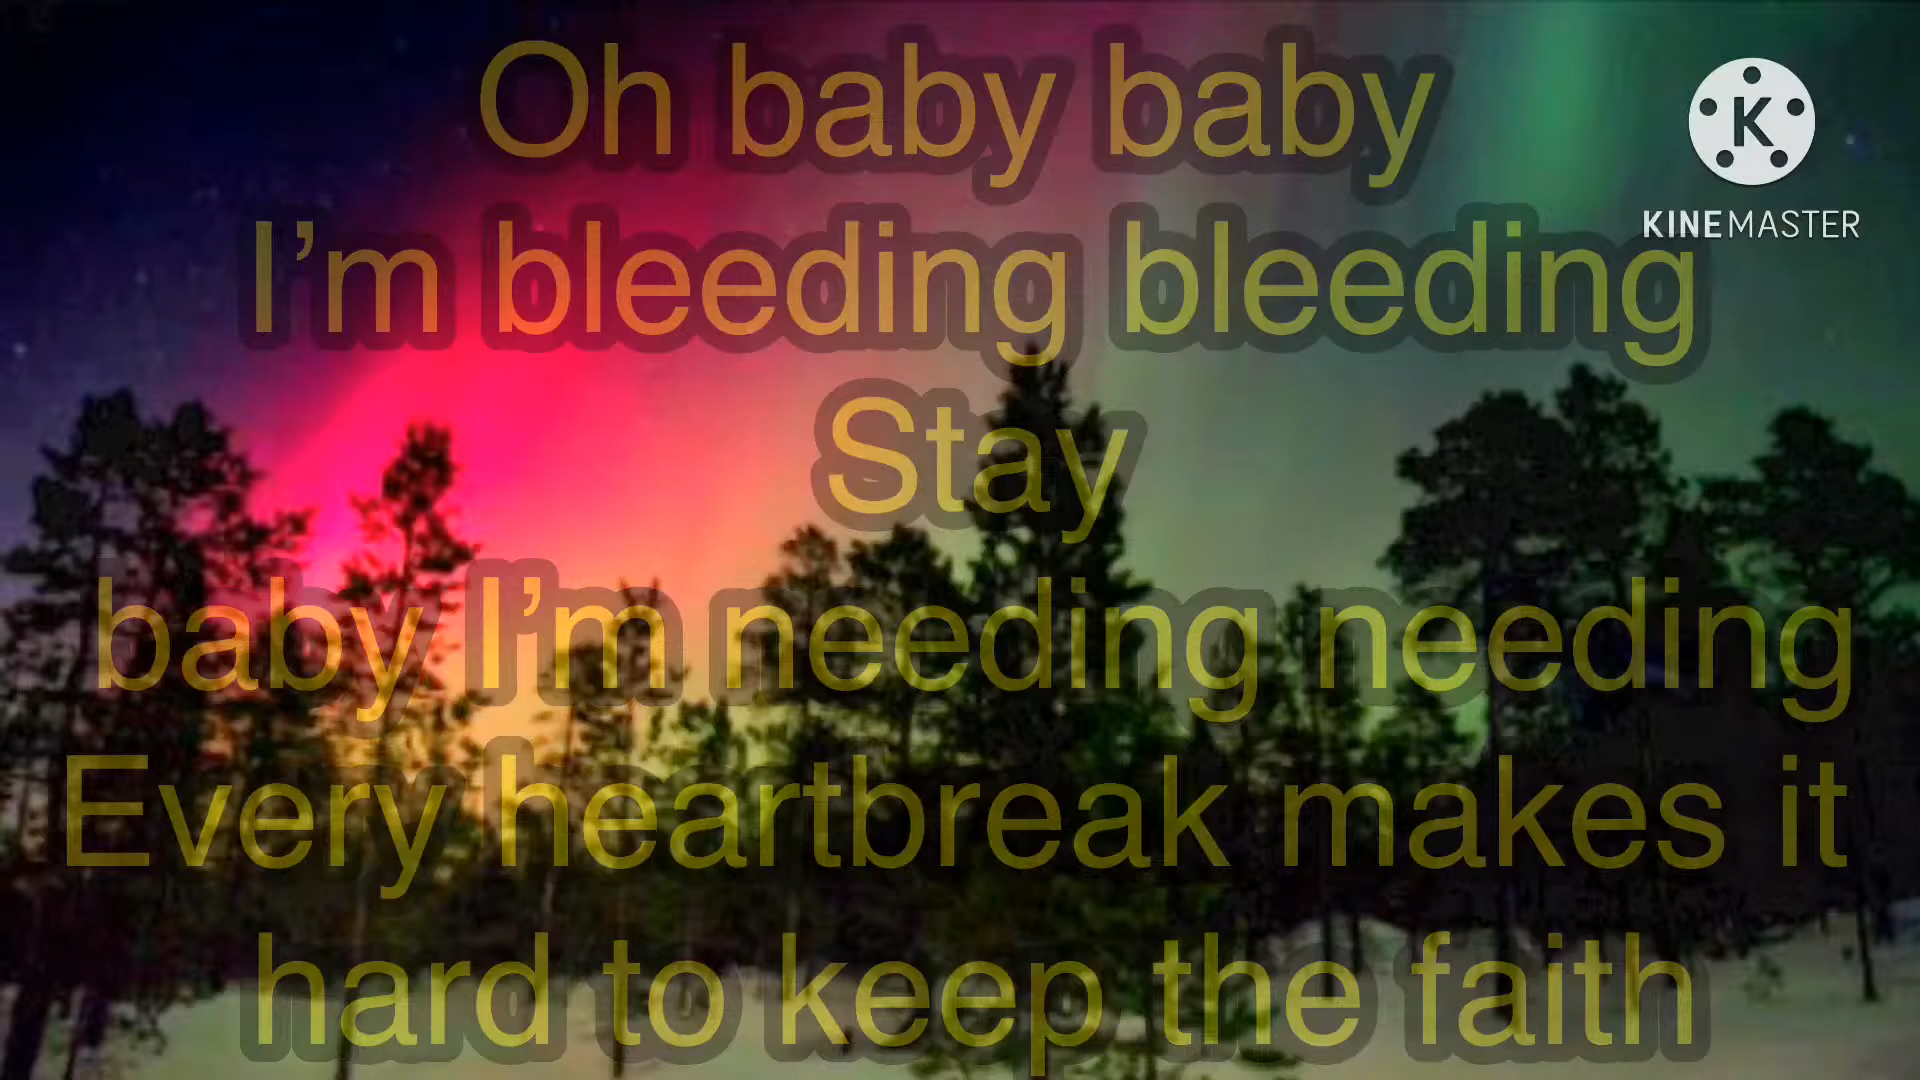 Oh baby baby
I'm bleeding bleeding
Stay
baby I'm needing needing
Every heartbreak makes it
hard to keep the faith
K
KINEMASTER